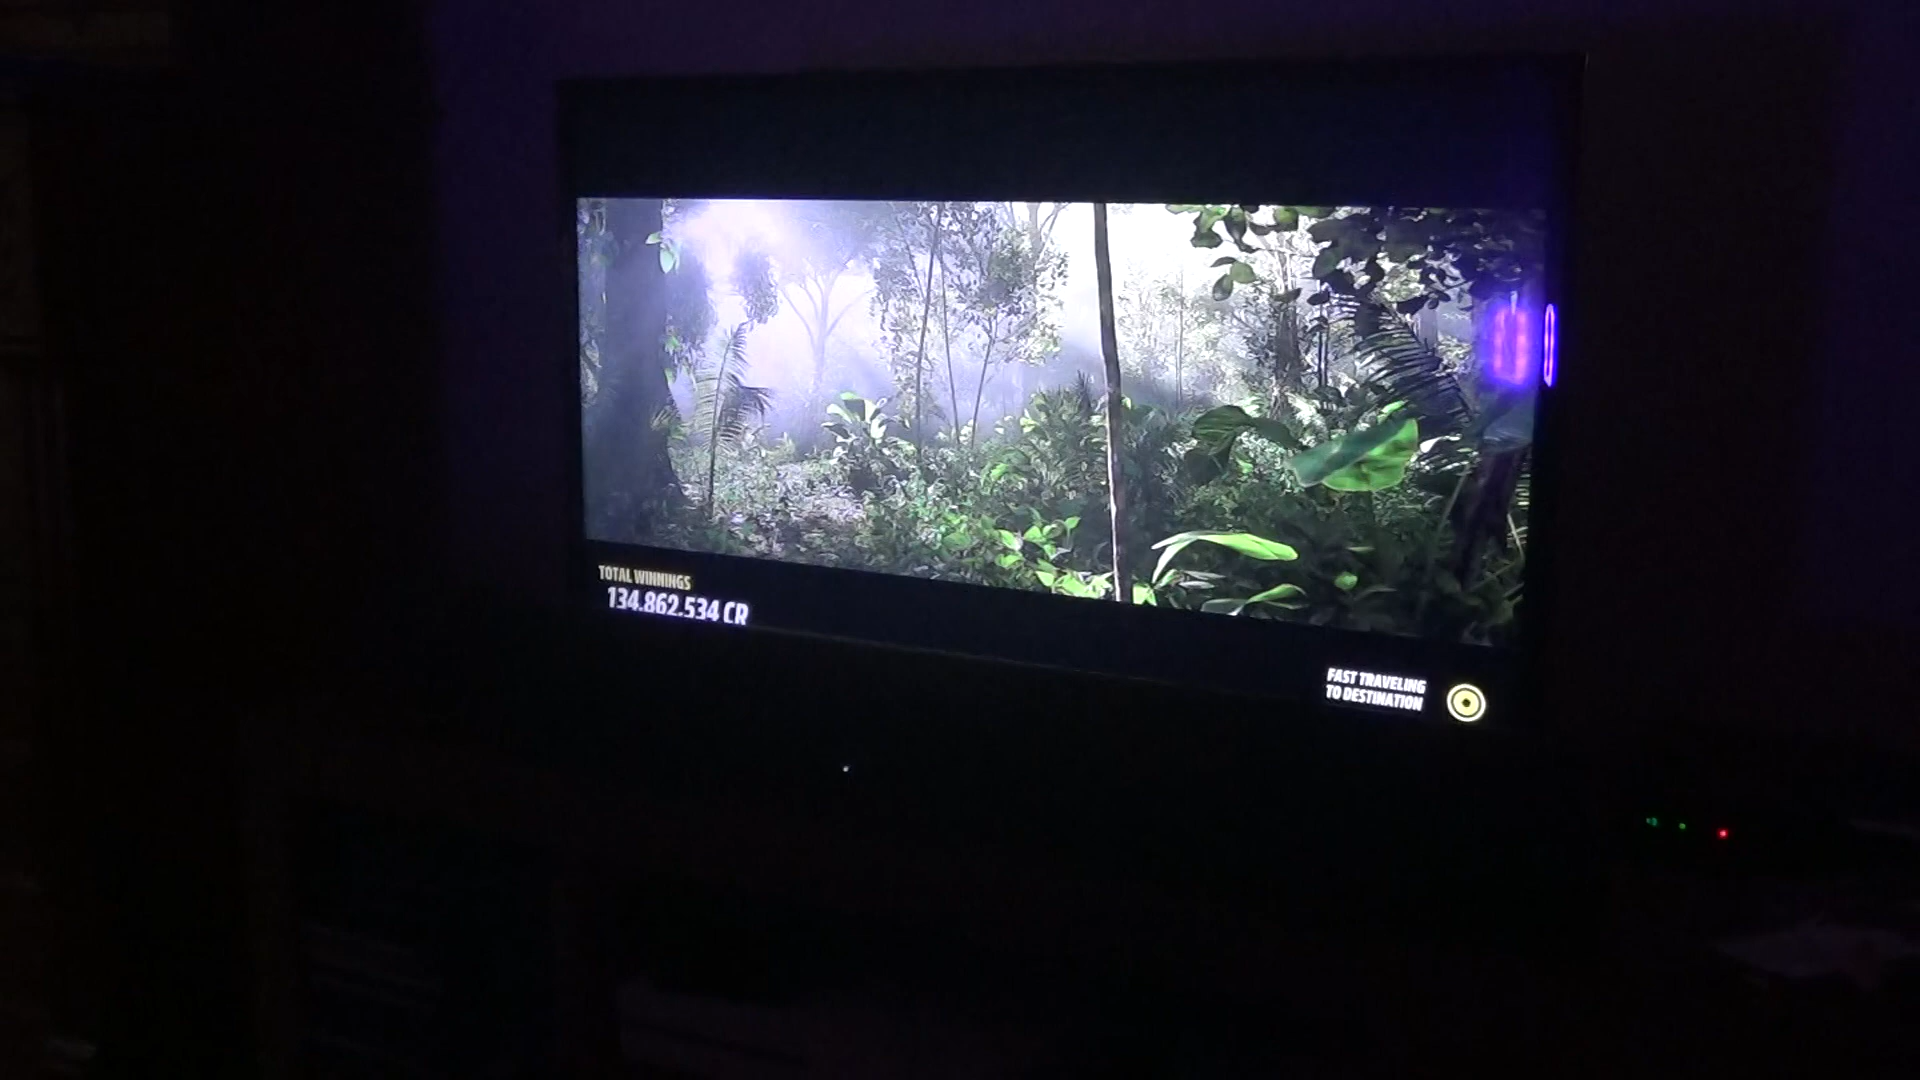 TOTAL WINNINGS
134.862.534 CR
FAST TRAVELING
TO DESTINATION